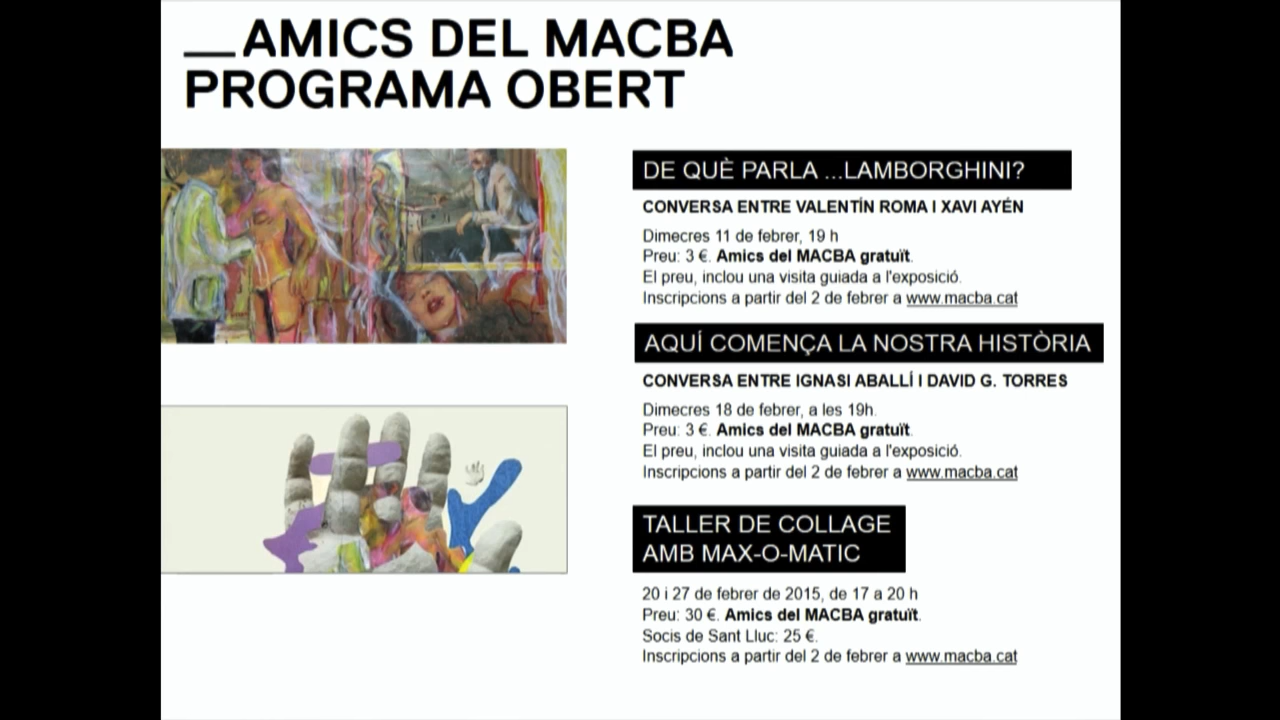 __AMICS DEL MACBA
PROGRAMA OBERT
DE QUÈ PARLA ...LAMBORGHINI?
CONVERSA ENTRE VALENTÍN ROMA I XAVI AYÉN
Dimecres 11 de febrer, 19 h
Preu: 3 €. Amics del MACBA gratuït.
El preu, inclou una visita guiada a l'exposició.
Inscripcions a partir del 2 de febrer a www.macba.cat
AQUÍ COMENÇA LA NOSTRA HISTÒRIA
CONVERSA ENTRE IGNASI ABALLÍ I DAVID G. TORRES
Dimecres 18 de febrer, a les 19h.
Preu: 3 €. Amics del MACBA gratuït.
El preu, inclou una visita guiada a l'exposició.
Inscripcions a partir del 2 de febrer a www.macba.cat
TALLER DE COLLAGE
AMB MAX-O-MATIC
20 i 27 de febrer de 2015, de 17 a 20 h
Preu: 30 €. Amics del MACBA gratuït.
Socis de Sant Lluc: 25 €.
Inscripcions a partir del 2 de febrer a www.macba.cat